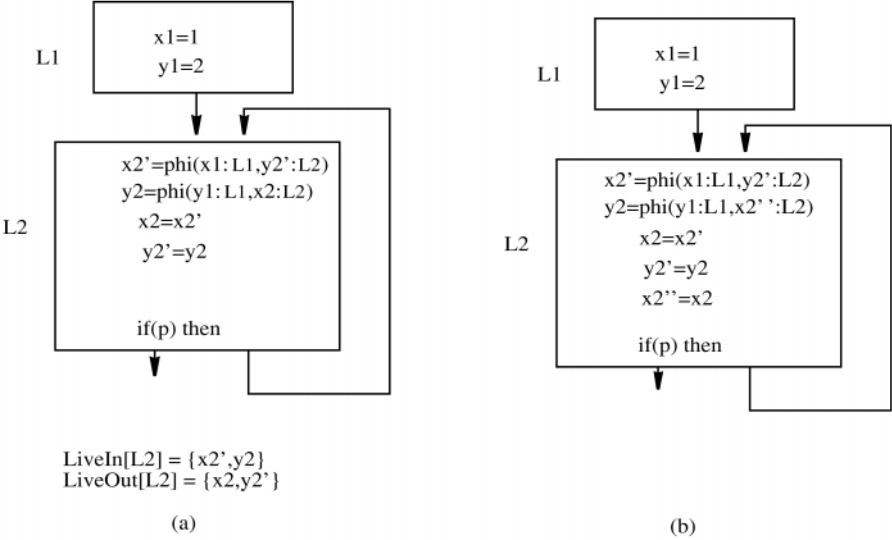 L1
x1=1
y1=2
L2
x2’=phi(x1:L1,y2’:L2)
y2=phi(y1:L1,x2:L2)
x2=x2’
y2’=y2
if(p) then
LiveIn[L2] = {x2’,y2}
LiveOut[L2] = {x2,y2’}
(a)
L1
x1=1
y1=2
L2
x2’=phi(x1:L1,y2’:L2)
y2=phi(y1:L1,x2’’:L2)
x2=x2’
y2’=y2
x2’’=x2
if(p) then
(b)